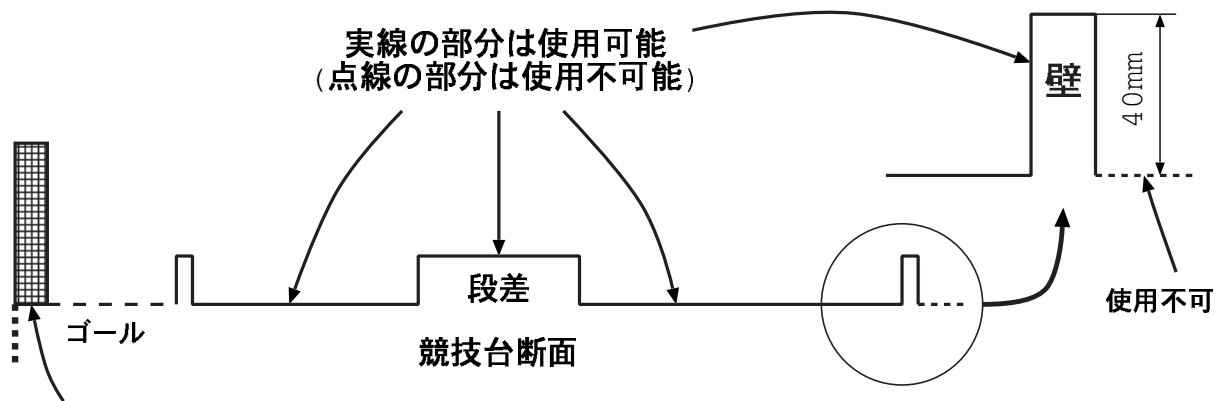 実線の部分は使用可能
（点線の部分は使用不可能）
壁
40mm
段差
使用不可
ゴール
競技台断面